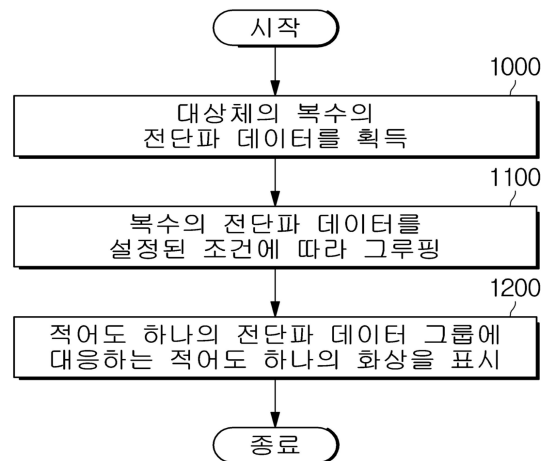 시작
1000
대상체의 복수의
전단파 데이터를 획득
1100
복수의 전단파 데이터를
설정된 조건에 따라 그루핑
1200
적어도 하나의 전단파 데이터 그룹에
대응하는 적어도 하나의 화상을 표시
종료